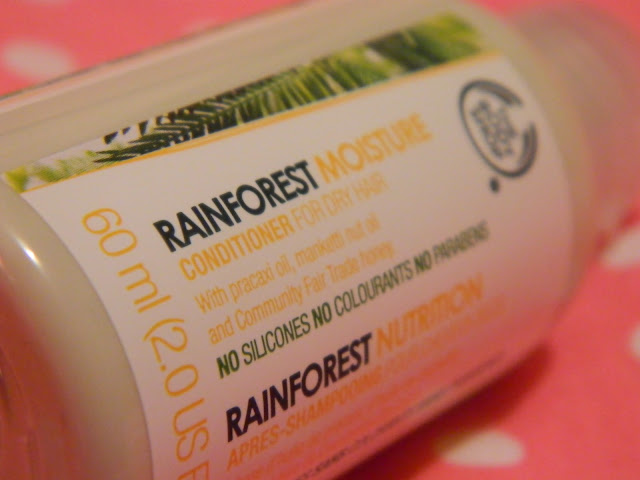 RAINFOREST MOISTURE
CONDITIONER FOR DRY HAIR
With pracaxi oil, manketti nut oil
and Community Fair Trade honey.
NO SILICONES NO COLOURANTS NO PARABENS
RAINFOREST NUTRITION
APRES-SHAMPOOING
60 ml (2.0 US